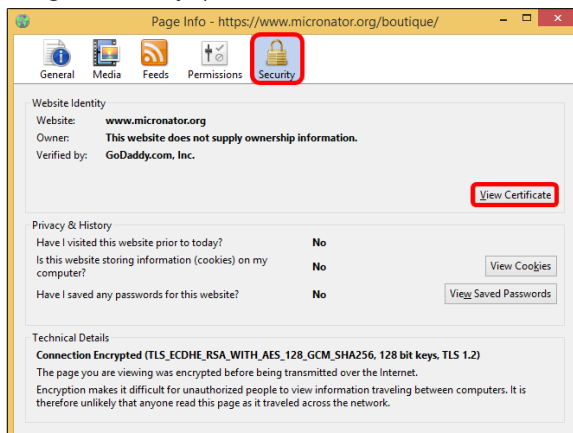 Page Info - https://www.micronator.org/boutique/
General Media Feeds Permissions Security
Website Identity
Website: www.micronator.org
Owner: This website does not supply ownership information.
Verified by: GoDaddy.com, Inc.
View Certificate
Privacy & History
Have I visited this website prior to today? No
Is this website storing information (cookies) on my
computer? No View Cookies
Have I saved any passwords for this website? No View Saved Passwords
Technical Details
Connection Encrypted (TLS_ECDHE_RSA_WITH_AES_128_GCM_SHA256, 128 bit keys, TLS 1.2)
The page you are viewing was encrypted before being transmitted over the Internet.
Encryption makes it difficult for unauthorized people to view information traveling between computers. It is
therefore unlikely that anyone read this page as it traveled across the network.